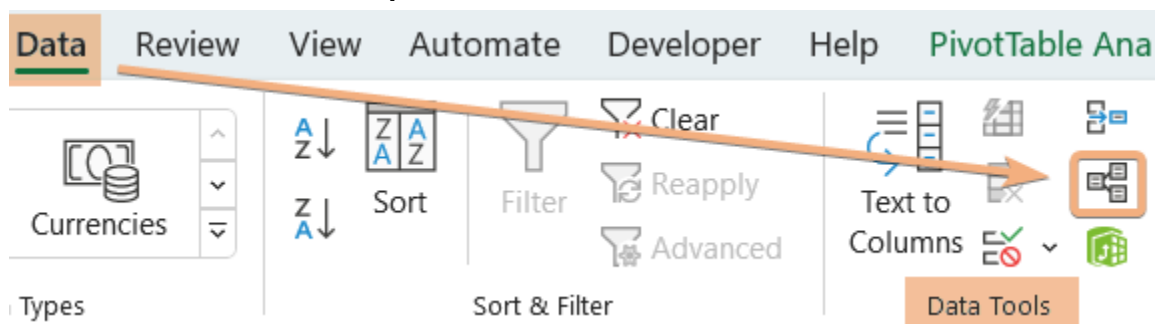 Data Review View Automate Developer Help PivotTable Ana
Clear
Reapply
Advanced
Sort
Filter
Currencies
Text to
Columns
Types
Sort & Filter
Data Tools